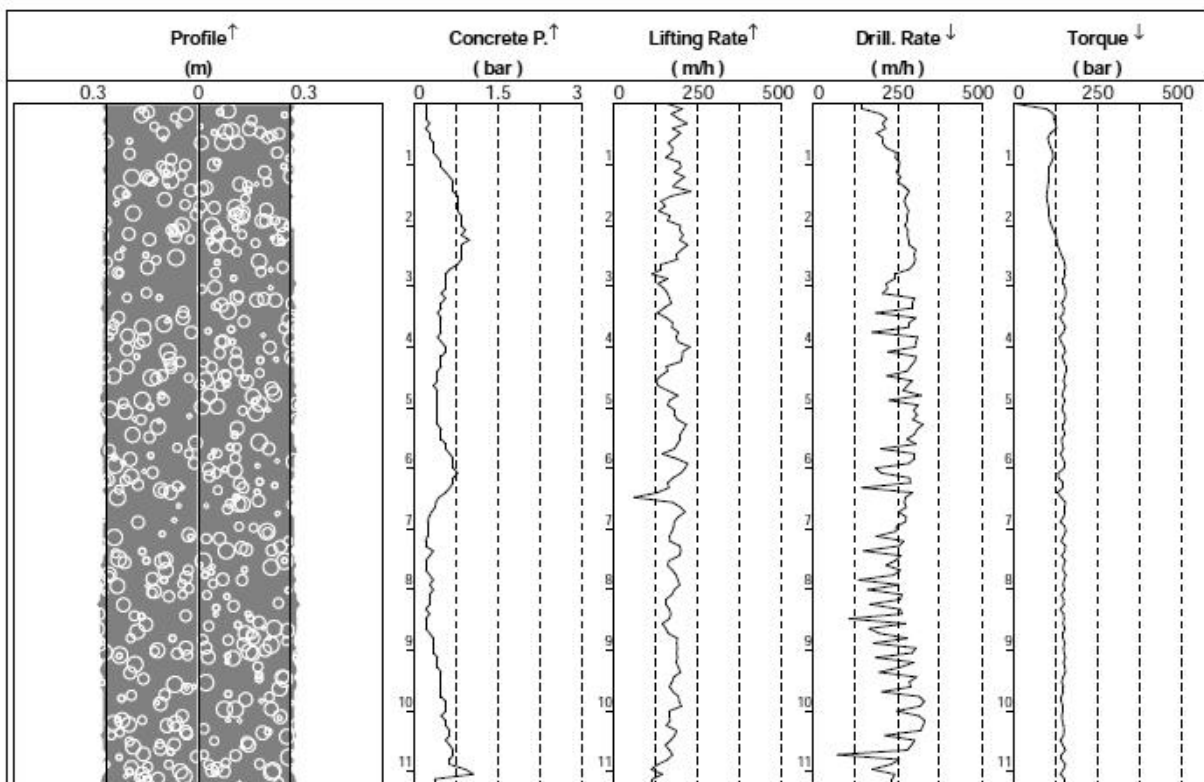 Profile↑ Concrete P.↑ Lifting Rate↑ Drill. Rate ↓ Torque ↓
(m) ( bar ) ( m/h ) ( m/h ) ( bar )
0.3 0 0.3 0 1.5 3 0 250 500 0 250 500 0 250 500
1 1 1 1
2 2 2 2
3 3 3 3
4 4 4 4
5 5 5 5
6 6 6 6
7 7 7 7
8 8 8 8
9 9 9 9
10 10 10 10
11 11 11 11